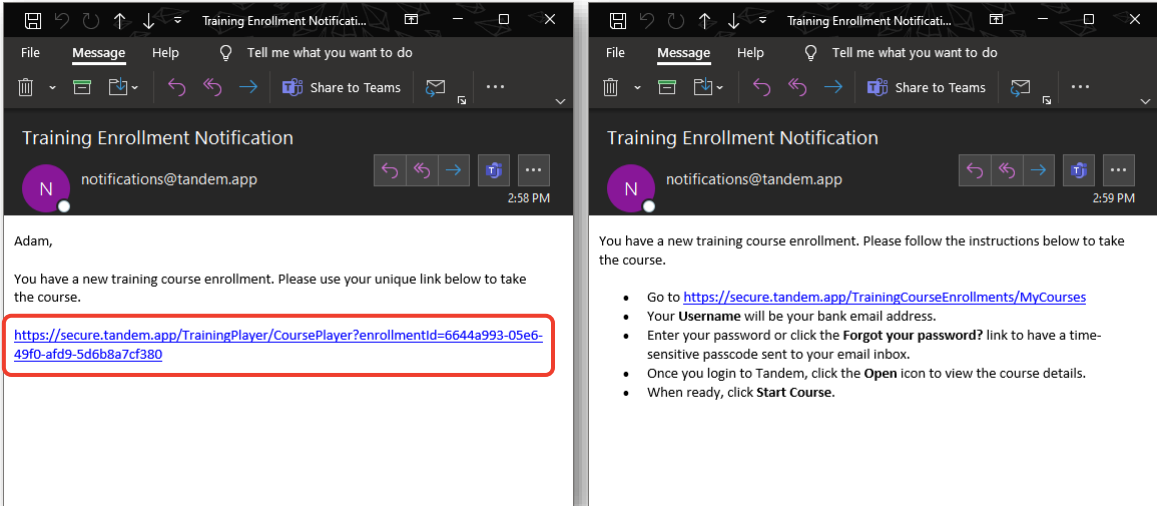 Training Enrollment Notificati...
File Message Help Tell me what you want to do
Share to Teams
Training Enrollment Notification
N
notifications@tandem.app
2:58 PM
Adam,
You have a new training course enrollment. Please use your unique link below to take
the course.
https://secure.tandem.app/TrainingPlayer/CoursePlayer?enrollmentId=6644a993-05e6-
49f0-afd9-5d6b8a7cf380
Training Enrollment Notificati...
File Message Help Tell me what you want to do
Share to Teams
Training Enrollment Notification
N
notifications@tandem.app
2:59 PM
You have a new training course enrollment. Please follow the instructions below to take
the course.
• Go to https://secure.tandem.app/TrainingCourseEnrollments/MyCourses
• Your Username will be your bank email address.
• Enter your password or click the Forgot your password? link to have a time-
sensitive passcode sent to your email inbox.
• Once you login to Tandem, click the Open icon to view the course details.
• When ready, click Start Course.